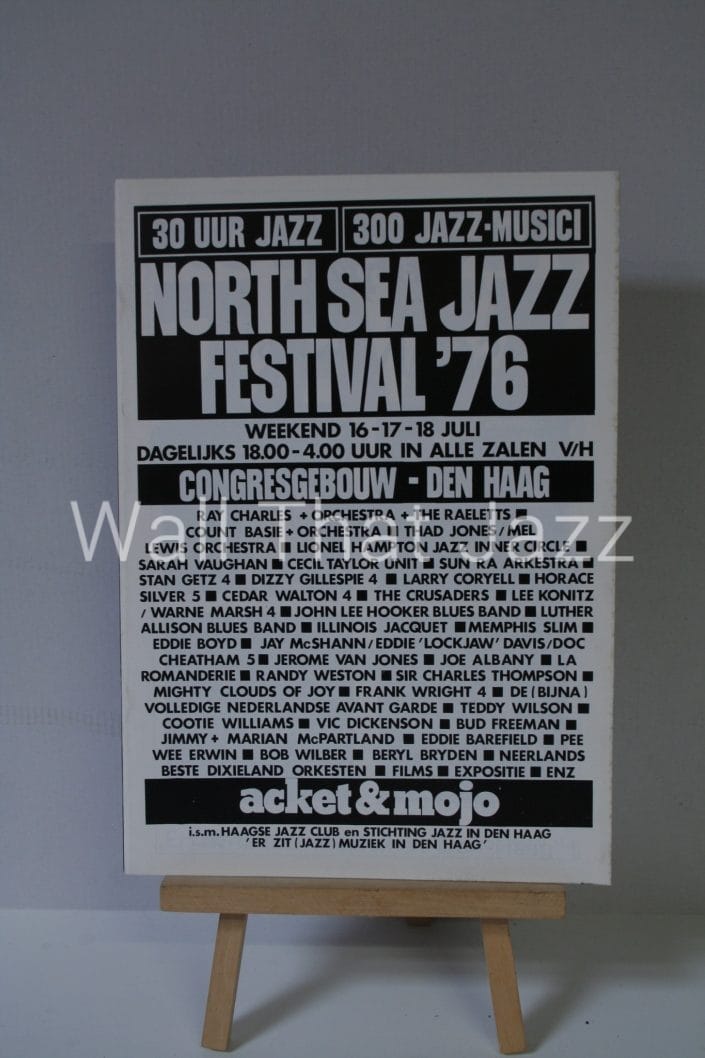 30 UUR JAZZ 300 JAZZ-MUSICI
NORTH SEA JAZZ
FESTIVAL '76
WEEKEND 16-17-18 JULI
DAGELIJKS 18.00-4.00 UUR IN ALLE ZALEN V/H
CONGRESGEBOUW - DEN HAAG
RAY CHARLES + ORCHESTRA + THE RAELETTS ■
COUNT BASIE + ORCHESTRA ■ THAD JONES / MEL
Wall That Jazz
LEWIS ORCHESTRA ■ LIONEL HAMPTON JAZZ INNER CIRCLE ■
SARAH VAUGHAN ■ CECIL TAYLOR UNIT ■ SUN RA ARKESTRA ■
STAN GETZ 4 ■ DIZZY GILLESPIE 4 ■ LARRY CORYELL ■ HORACE
SILVER 5 ■ CEDAR WALTON 4 ■ THE CRUSADERS ■ LEE KONITZ
/ WARNE MARSH 4 ■ JOHN LEE HOOKER BLUES BAND ■ LUTHER
ALLISON BLUES BAND ■ ILLINOIS JACQUET ■ MEMPHIS SLIM ■
EDDIE BOYD ■ JAY McSHANN / EDDIE 'LOCKJAW' DAVIS / DOC
CHEATHAM 5 ■ JEROME VAN JONES ■ JOE ALBANY ■ LA
ROMANDERIE ■ RANDY WESTON ■ SIR CHARLES THOMPSON ■
MIGHTY CLOUDS OF JOY ■ FRANK WRIGHT 4 ■ DE (BIJNA)
VOLLEDIGE NEDERLANDSE AVANT GARDE ■ TEDDY WILSON ■
COOTIE WILLIAMS ■ VIC DICKENSON ■ BUD FREEMAN ■
JIMMY + MARIAN McPARTLAND ■ EDDIE BAREFIELD ■ PEE
WEE ERWIN ■ BOB WILBER ■ BERYL BRYDEN ■ NEERLANDS
BESTE DIXIELAND ORKESTEN ■ FILMS ■ EXPOSITIE ■ ENZ
acket & mojo
i.s.m. HAAGSE JAZZ CLUB en STICHTING JAZZ IN DEN HAAG
'ER ZIT (JAZZ) MUZIEK IN DEN HAAG'